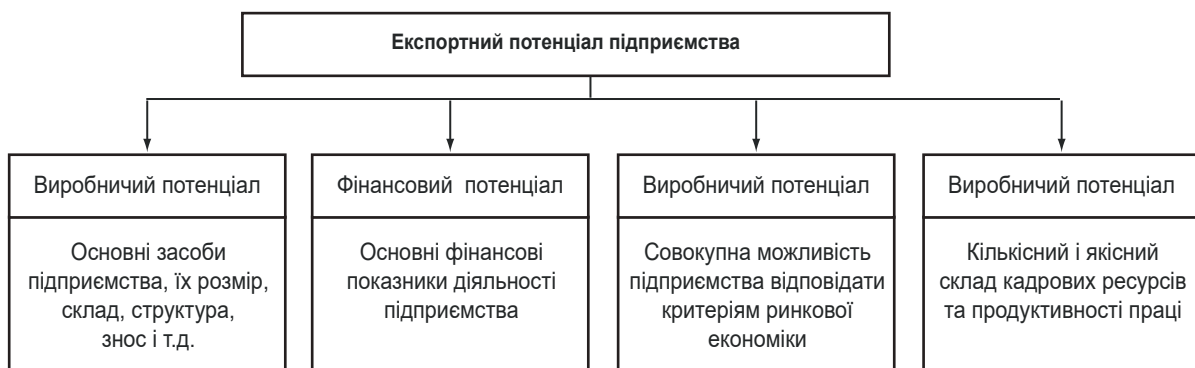 Експортний потенціал підприємства
Виробничий потенціал
Основні засоби
підприємства, їх розмір,
склад, структура,
знос і т.д.
Фінансовий потенціал
Основні фінансові
показники діяльності
підприємства
Виробничий потенціал
Совокупна можливість
підприємства відповідати
критеріям ринкової
економіки
Виробничий потенціал
Кількісний і якісний
склад кадрових ресурсів
та продуктивності праці